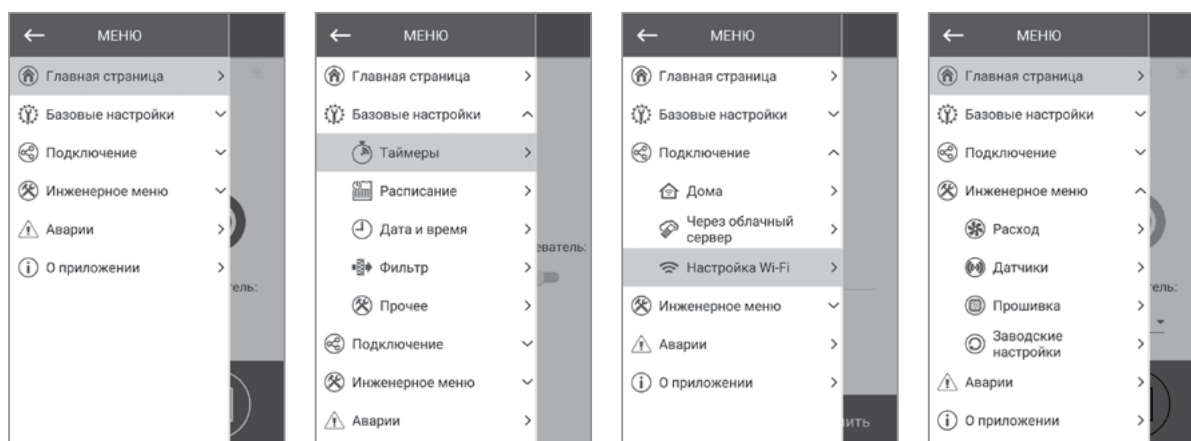 МЕНЮ
Главная страница
Базовые настройки
Подключение
Инженерное меню
Аварии
О приложении
МЕНЮ
Главная страница
Базовые настройки
Таймеры
Расписание
Дата и время
Фильтр
Прочее
Подключение
Инженерное меню
Аварии
еватель:
МЕНЮ
Главная страница
Базовые настройки
Подключение
Дома
Через облачный
сервер
Настройка Wi-Fi
Инженерное меню
Аварии
О приложении
ить
МЕНЮ
Главная страница
Базовые настройки
Подключение
Инженерное меню
Расход
Датчики
Прошивка
Заводские
настройки
Аварии
О приложении